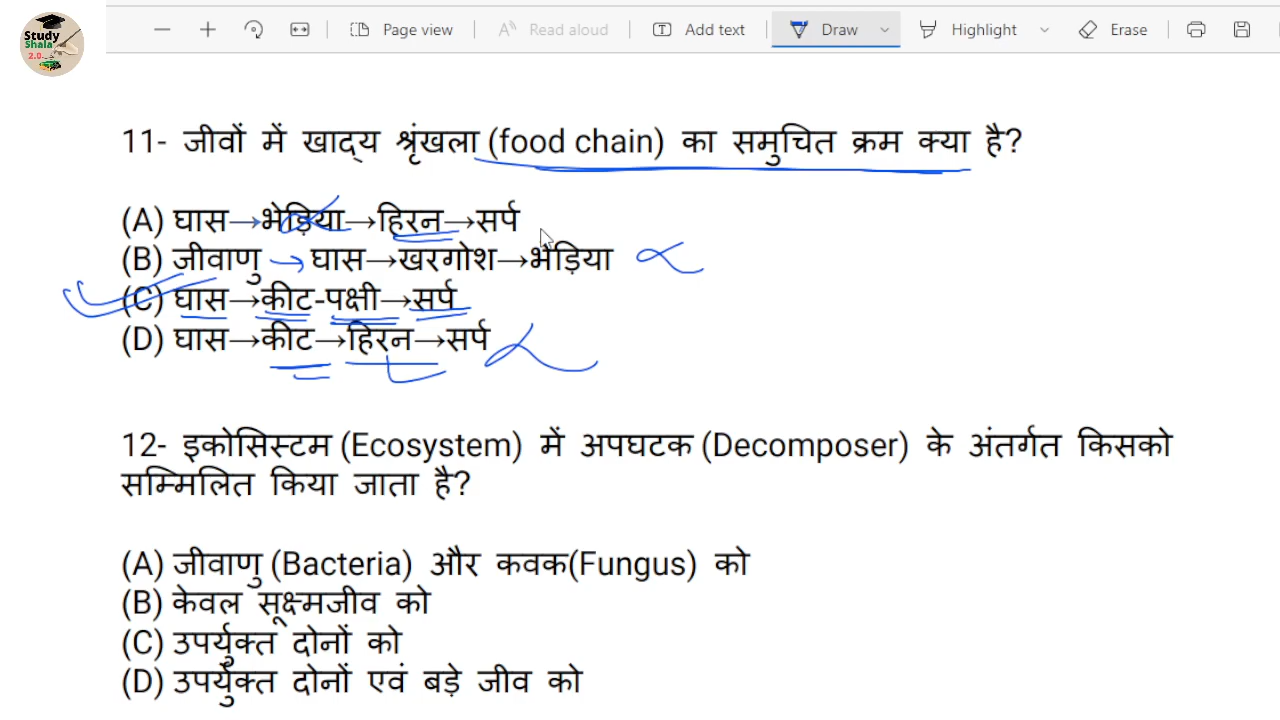 Study
Shala
2.0.
Page view
Read aloud
Add text
Draw
Highlight
Erase
11- जीवों में खाद्य श्रृंखला (food chain) का समुचित क्रम क्या है?
(A) घास→भेड़िया→हिरन→सर्प
(B) जीवाणु → घास→खरगोश→भेड़िया
(C) घास→कीट-पक्षी→सर्प
(D) घास→कीट→हिरन→सर्प
12- इकोसिस्टम (Ecosystem) में अपघटक (Decomposer) के अंतर्गत किसको
सम्मिलित किया जाता है?
(A) जीवाणु (Bacteria) और कवक(Fungus) को
(B) केवल सूक्ष्मजीव को
(C) उपर्युक्त दोनों को
(D) उपर्युक्त दोनों एवं बड़े जीव को